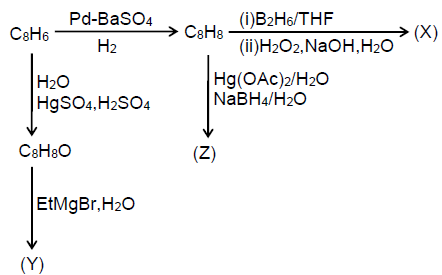 C8H6 Pd-BaSO4 H2 C8H8 (i)B2H6/THF (ii)H2O2,NaOH,H2O (X)
H2O
HgSO4,H2SO4
Hg(OAc)2/H2O
NaBH4/H2O
C8H8O
(Z)
EtMgBr,H2O
(Y)